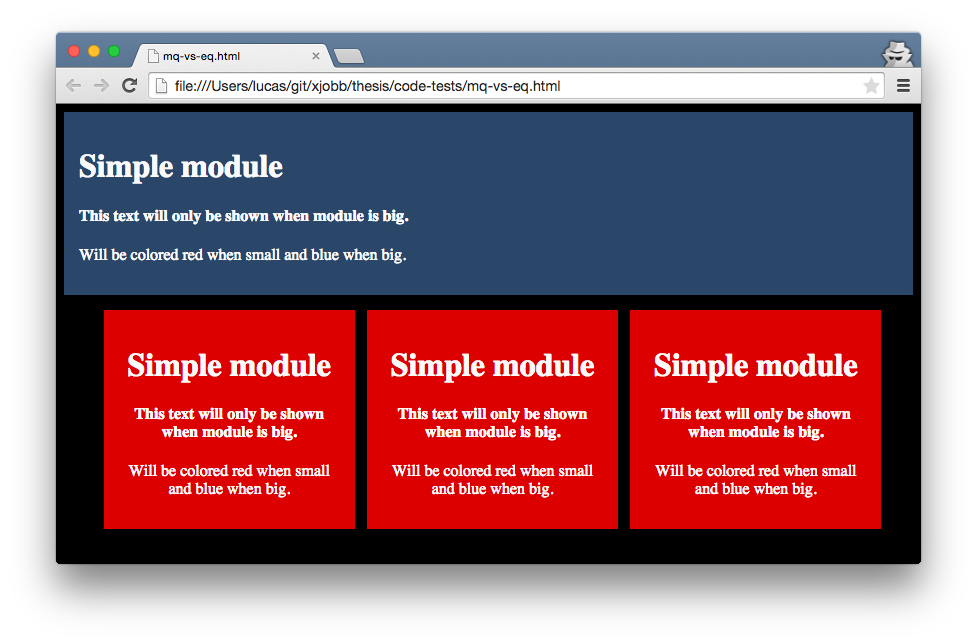 mq-vs-eq.html
file:///Users/lucas/git/xjobb/thesis/code-tests/mq-vs-eq.html
Simple module
This text will only be shown when module is big.
Will be colored red when small and blue when big.
Simple module
This text will only be shown
when module is big.
Will be colored red when small
and blue when big.
Simple module
This text will only be shown
when module is big.
Will be colored red when small
and blue when big.
Simple module
This text will only be shown
when module is big.
Will be colored red when small
and blue when big.